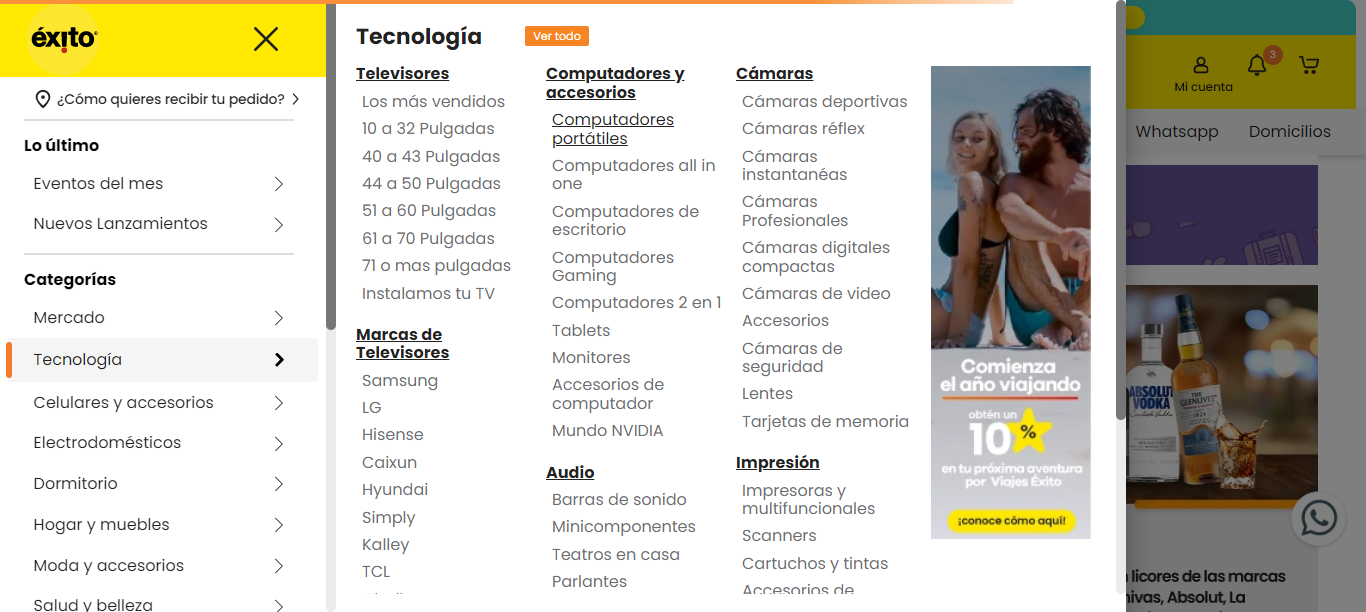 éxito
¿Cómo quieres recibir tu pedido?
Lo último
Eventos del mes
Nuevos Lanzamientos
Categorías
Mercado
Tecnología
Celulares y accesorios
Electrodomésticos
Dormitorio
Hogar y muebles
Moda y accesorios
Salud y belleza
Tecnología
Ver todo
Televisores
Los más vendidos
10 a 32 Pulgadas
40 a 43 Pulgadas
44 a 50 Pulgadas
51 a 60 Pulgadas
61 a 70 Pulgadas
71 o mas pulgadas
Instalamos tu TV
Marcas de
Televisores
Samsung
LG
Hisense
Caixun
Hyundai
Simply
Kalley
TCL
Computadores y
accesorios
Computadores
portátiles
Computadores all in
one
Computadores de
escritorio
Computadores
Gaming
Computadores 2 en 1
Tablets
Monitores
Accesorios de
computador
Mundo NVIDIA
Audio
Barras de sonido
Minicomponentes
Teatros en casa
Parlantes
Cámaras
Cámaras deportivas
Cámaras réflex
Cámaras
instantanéas
Cámaras
Profesionales
Cámaras digitales
compactas
Cámaras de video
Accesorios
Cámaras de
seguridad
Lentes
Tarjetas de memoria
Impresión
Impresoras y
multifuncionales
Scanners
Cartuchos y tintas
Accesorios de
Comienza
el año viajando
obtén un
10%
en tu próxima aventura
por Viajes Éxito
¡conoce cómo aquí!
3
Mi cuenta
Whatsapp
Domicilios
ABSOLUT
VODKA
THE
GLENLIVET
licores de las marcas
hivas, Absolut, La